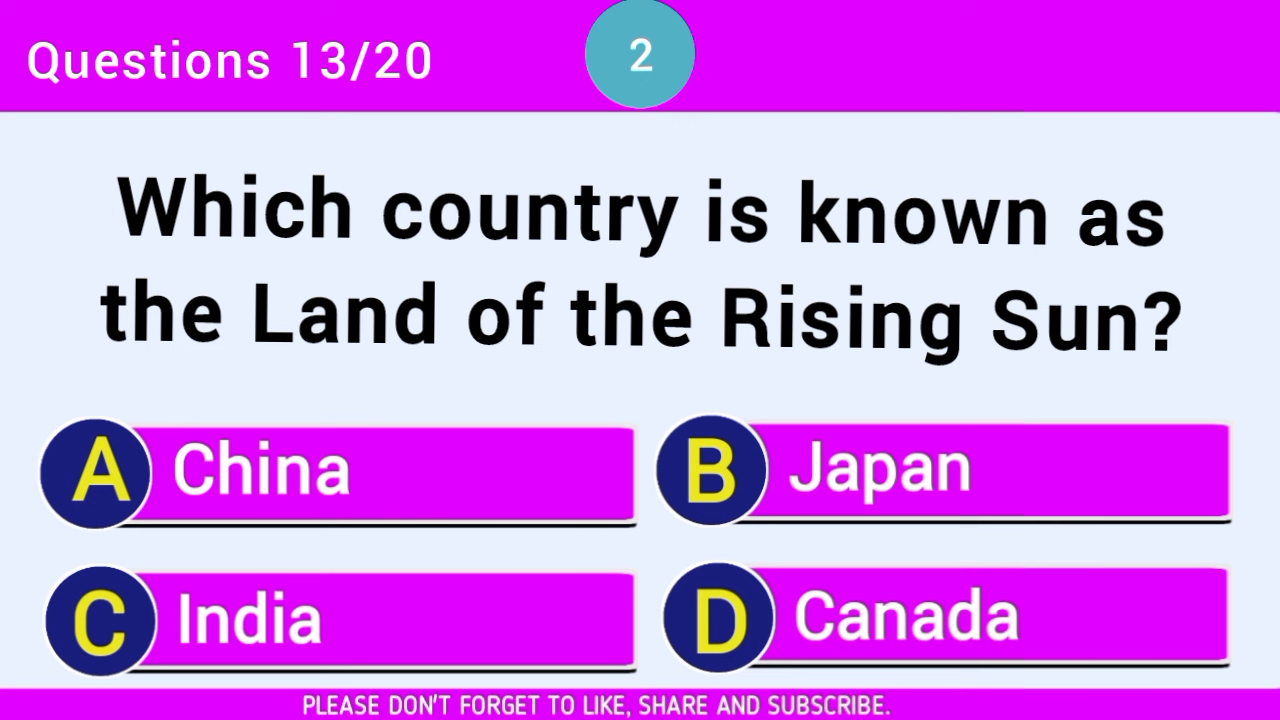 Questions 13/20
2
Which country is known as
the Land of the Rising Sun?
A China
B Japan
C India
D Canada
PLEASE DON'T FORGET TO LIKE, SHARE AND SUBSCRIBE.